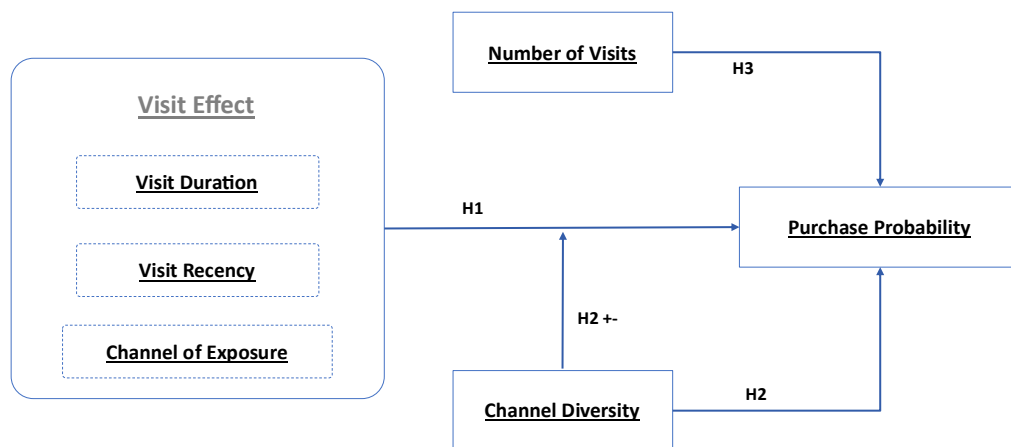 Number of Visits
H3
Visit Effect
Visit Duration
H1
Purchase Probability
Visit Recency
H2 +-
Channel of Exposure
Channel Diversity
H2